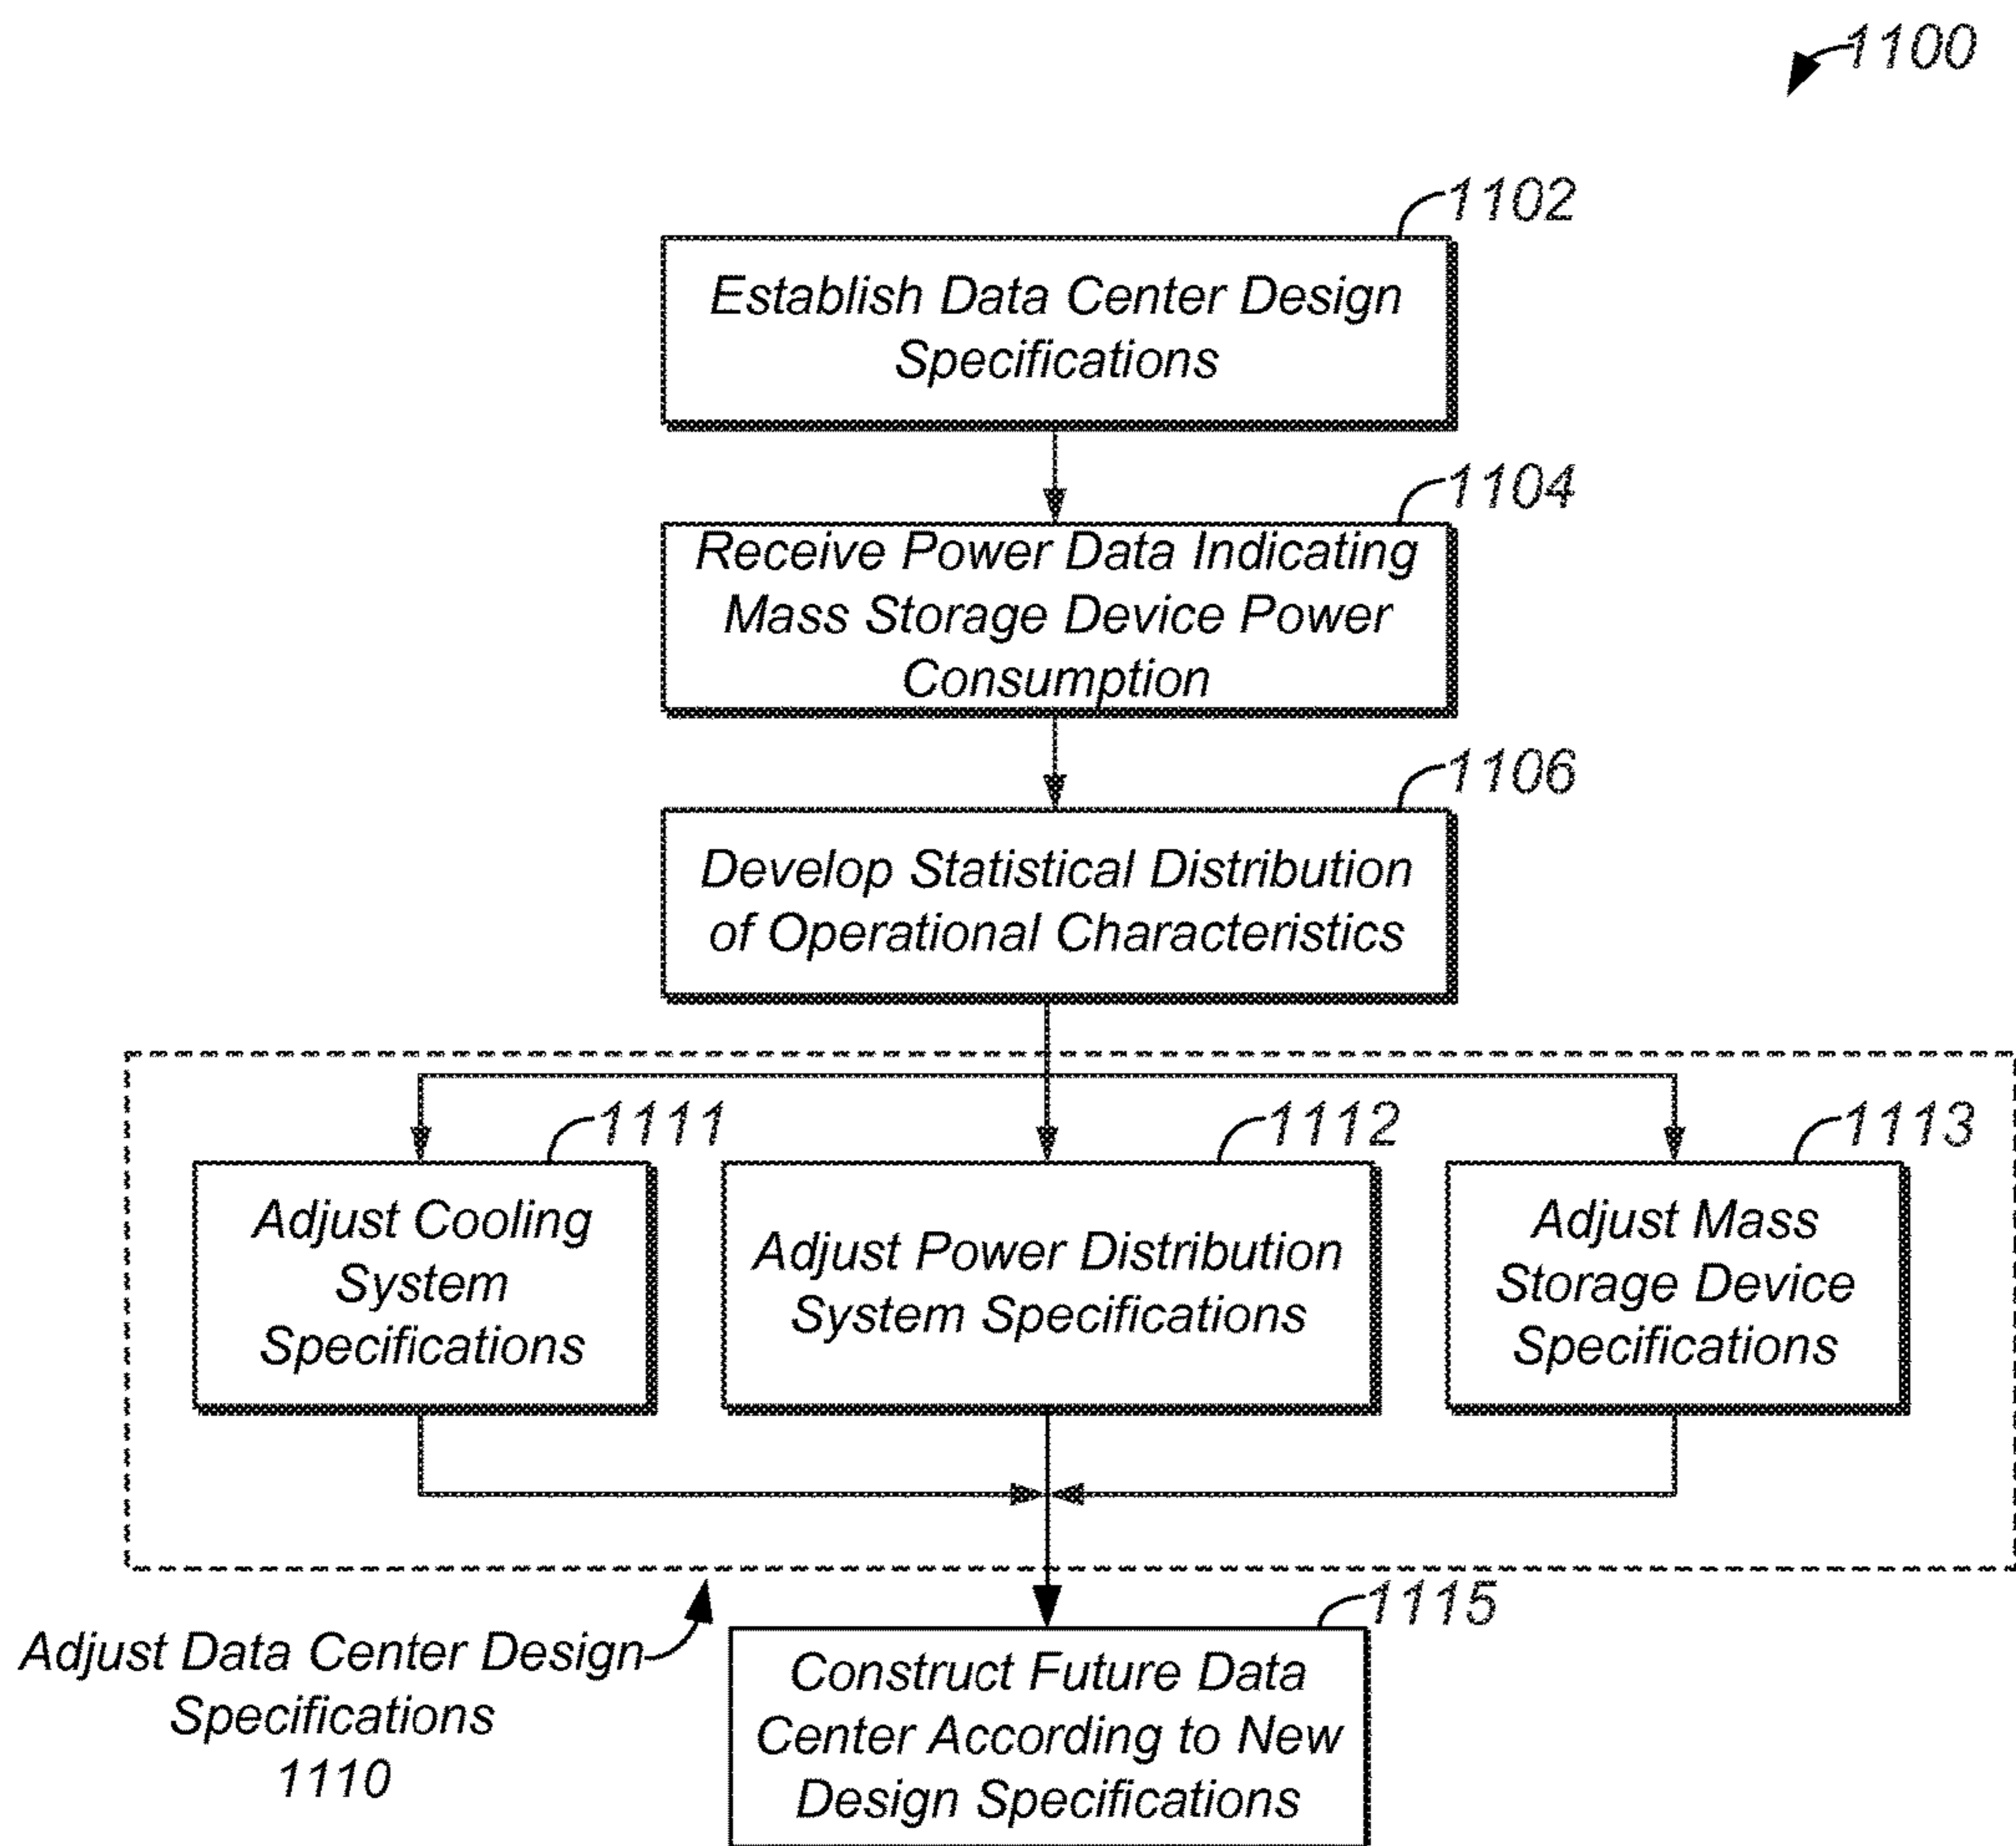 1100
1102
Establish Data Center Design
Specifications
1104
Receive Power Data Indicating
Mass Storage Device Power
Consumption
1106
Develop Statistical Distribution
of Operational Characteristics
1111
Adjust Cooling
System
Specifications
1112
Adjust Power Distribution
System Specifications
1113
Adjust Mass
Storage Device
Specifications
Adjust Data Center Design
Specifications
1110
1115
Construct Future Data
Center According to New
Design Specifications